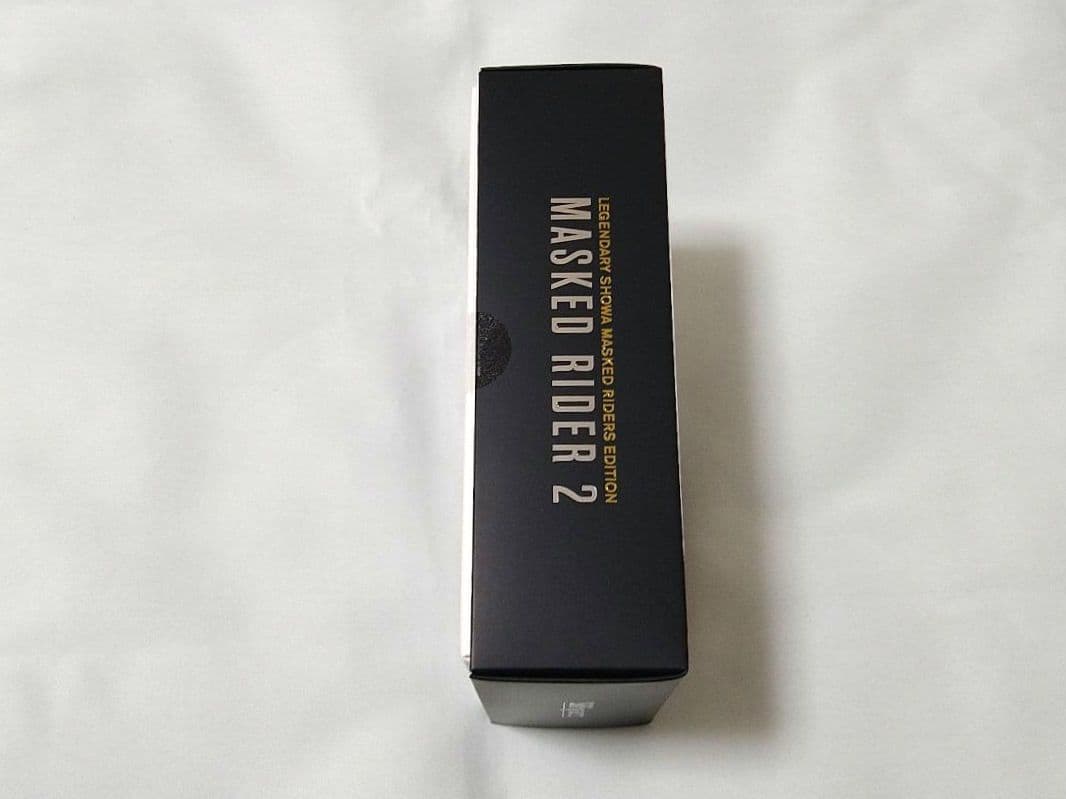 LEGENDARY SHOWA MASKED RIDERS EDITION
MASKED RIDER 2